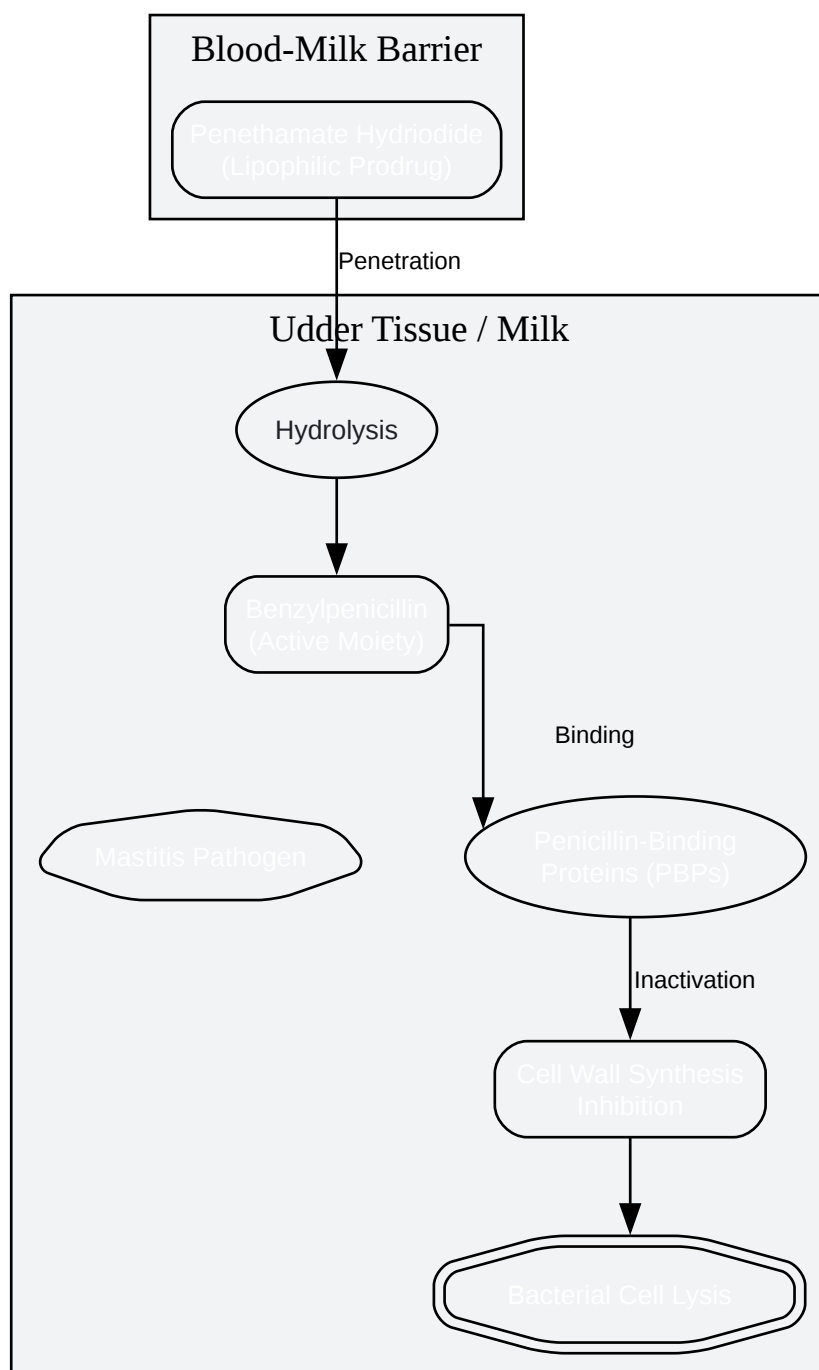 Blood-Milk Barrier
Penethamate Hydriodide
(Lipophilic Prodrug)
Penetration
Udder Tissue / Milk
Hydrolysis
Benzylpenicillin
(Active Moiety)
Binding
Mastitis Pathogen
Penicillin-Binding
Proteins (PBPs)
Inactivation
Cell Wall Synthesis
Inhibition
Bacterial Cell Lysis